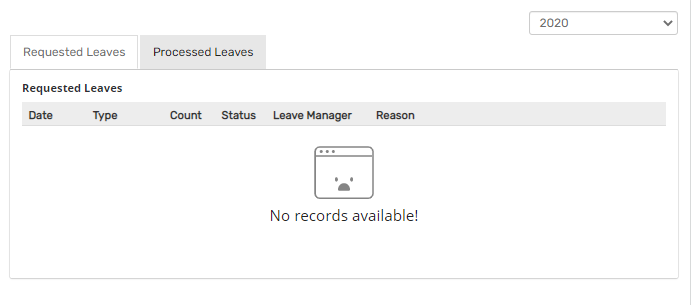 2020
Requested Leaves Processed Leaves
Requested Leaves
Date Type Count Status Leave Manager Reason
No records available!